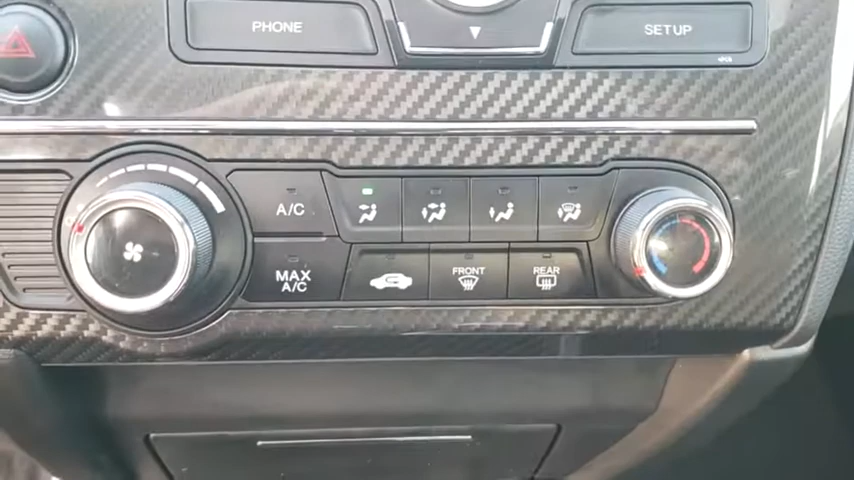 PHONE
SETUP
A/C
MAX
A/C
FRONT
REAR